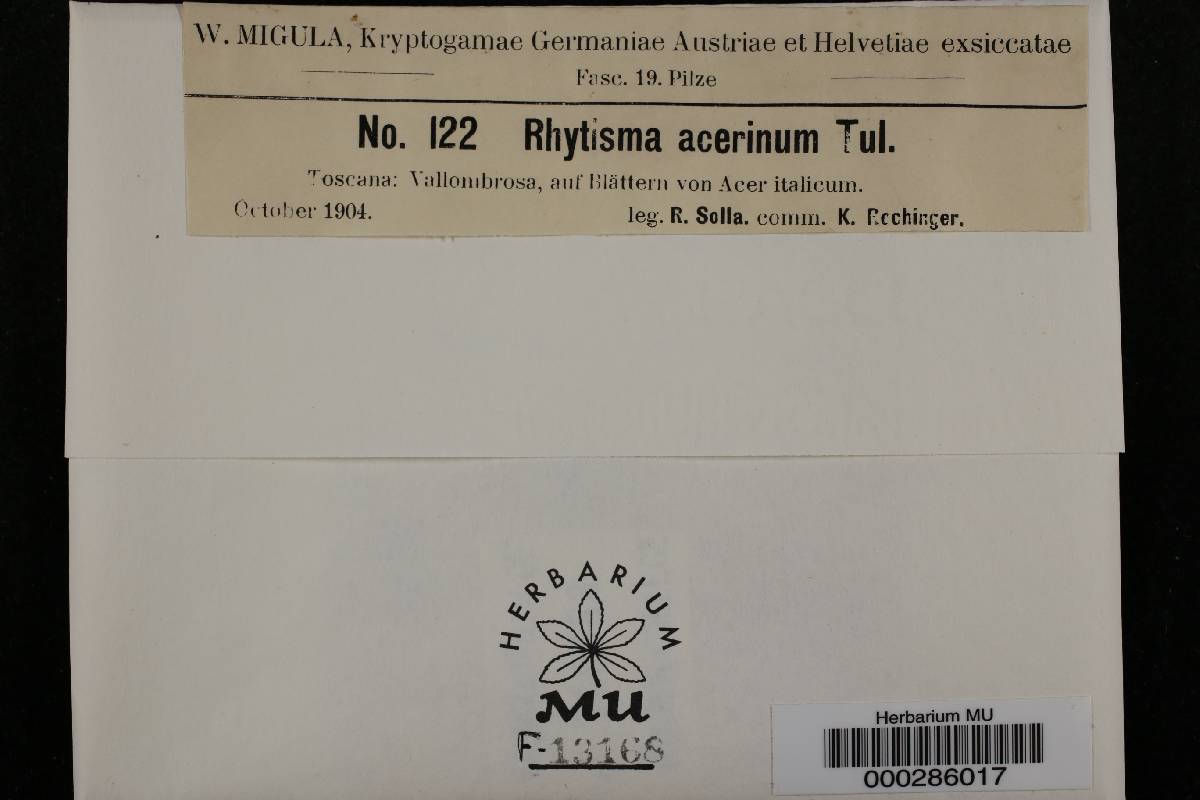 W. MIGULA, Kryptogamae Germaniae Austriae et Helvetiae exsiccatae
Fasc. 19. Pilze
No. 122 Rhytisma acerinum Tul.
Toscana: Vallombrosa, auf Blättern von Acer italicum.
October 1904. leg. R. Solla. comm. K. Rechinger.
HERBARIUM
MU
F-13168
Herbarium MU
000286017